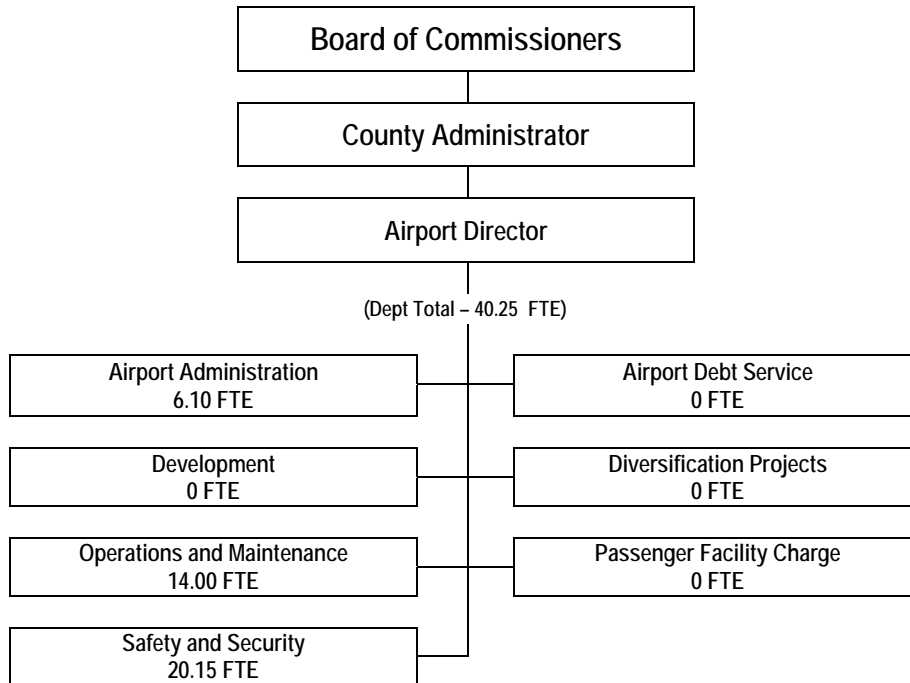 Board of Commissioners
County Administrator
Airport Director
(Dept Total – 40.25 FTE)
Airport Administration
6.10 FTE
Airport Debt Service
0 FTE
Development
0 FTE
Diversification Projects
0 FTE
Operations and Maintenance
14.00 FTE
Passenger Facility Charge
0 FTE
Safety and Security
20.15 FTE